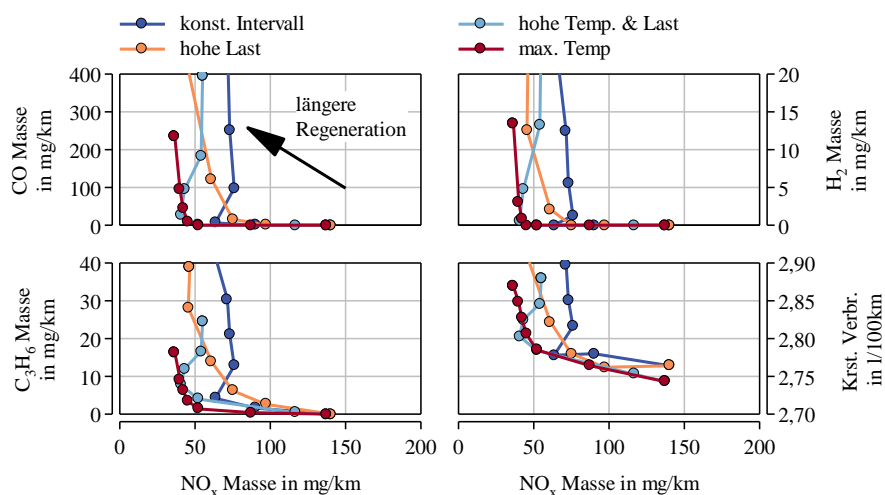 konst. Intervall
hohe Last
hohe Temp. & Last
max. Temp
CO Masse
in mg/km
400
300
200
100
0
längere
Regeneration
20
15
10
5
0
H2 Masse
in mg/km
C3H6 Masse
in mg/km
40
30
20
10
0
2,90
2,85
2,80
2,75
2,70
Krst. Verbr.
in l/100km
0 50 100 150 200
0 50 100 150 200
NOx Masse in mg/km
NOx Masse in mg/km